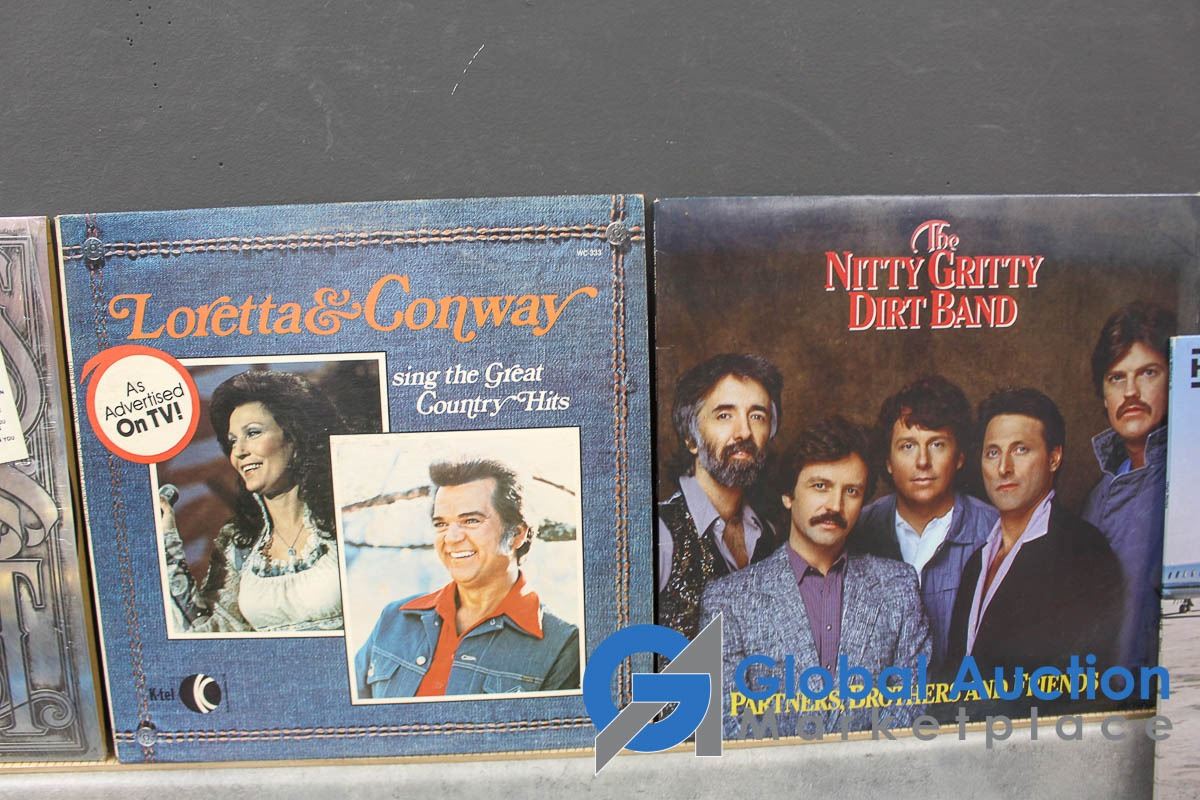 WC-333
Loretta & Conway
sing the Great
Country Hits
As
Advertised
On TV!
K-tel
The
Nitty Gritty
Dirt Band
Partners, Brothers and Friends
Global Auction
Marketplace
YOU